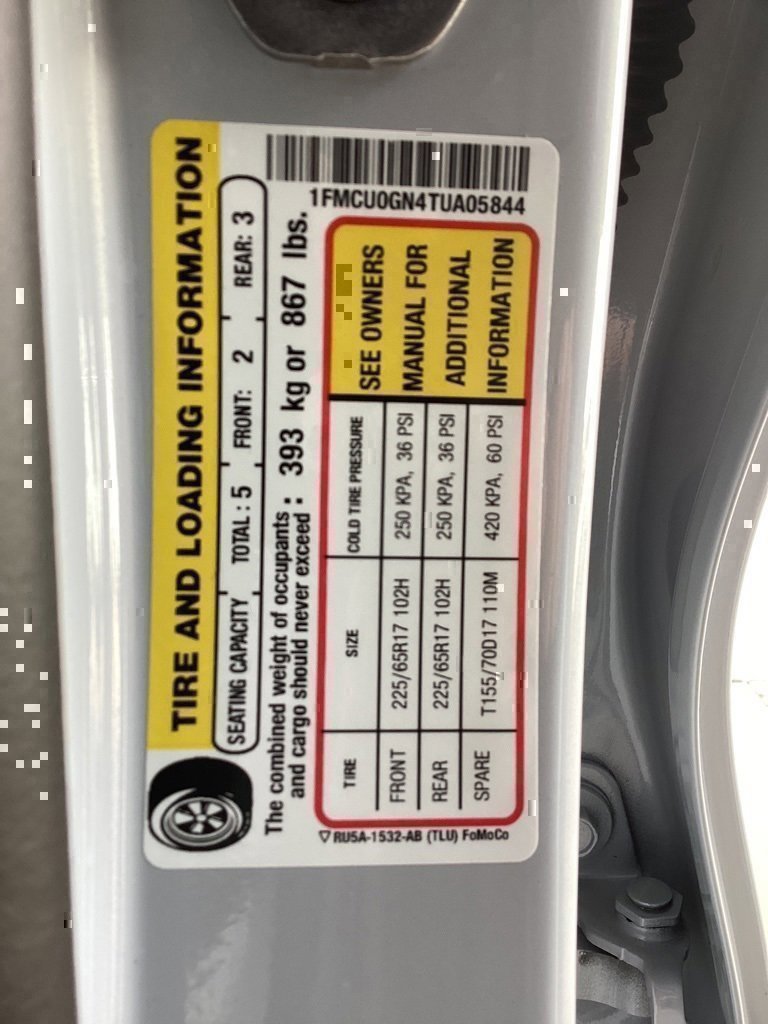 TIRE AND LOADING INFORMATION
SEATING CAPACITY TOTAL : 5 FRONT: 2 REAR: 3
The combined weight of occupants
and cargo should never exceed : 393 kg or 867 lbs.
TIRE SIZE COLD TIRE PRESSURE
FRONT 225/65R17 102H 250 KPA, 36 PSI
REAR 225/65R17 102H 250 KPA, 36 PSI
SPARE T155/70D17 110M 420 KPA, 60 PSI
SEE OWNERS
MANUAL FOR
ADDITIONAL
INFORMATION
RU5A-1532-AB (TLU) FoMoCo
1FMCU0GN4TUA05844